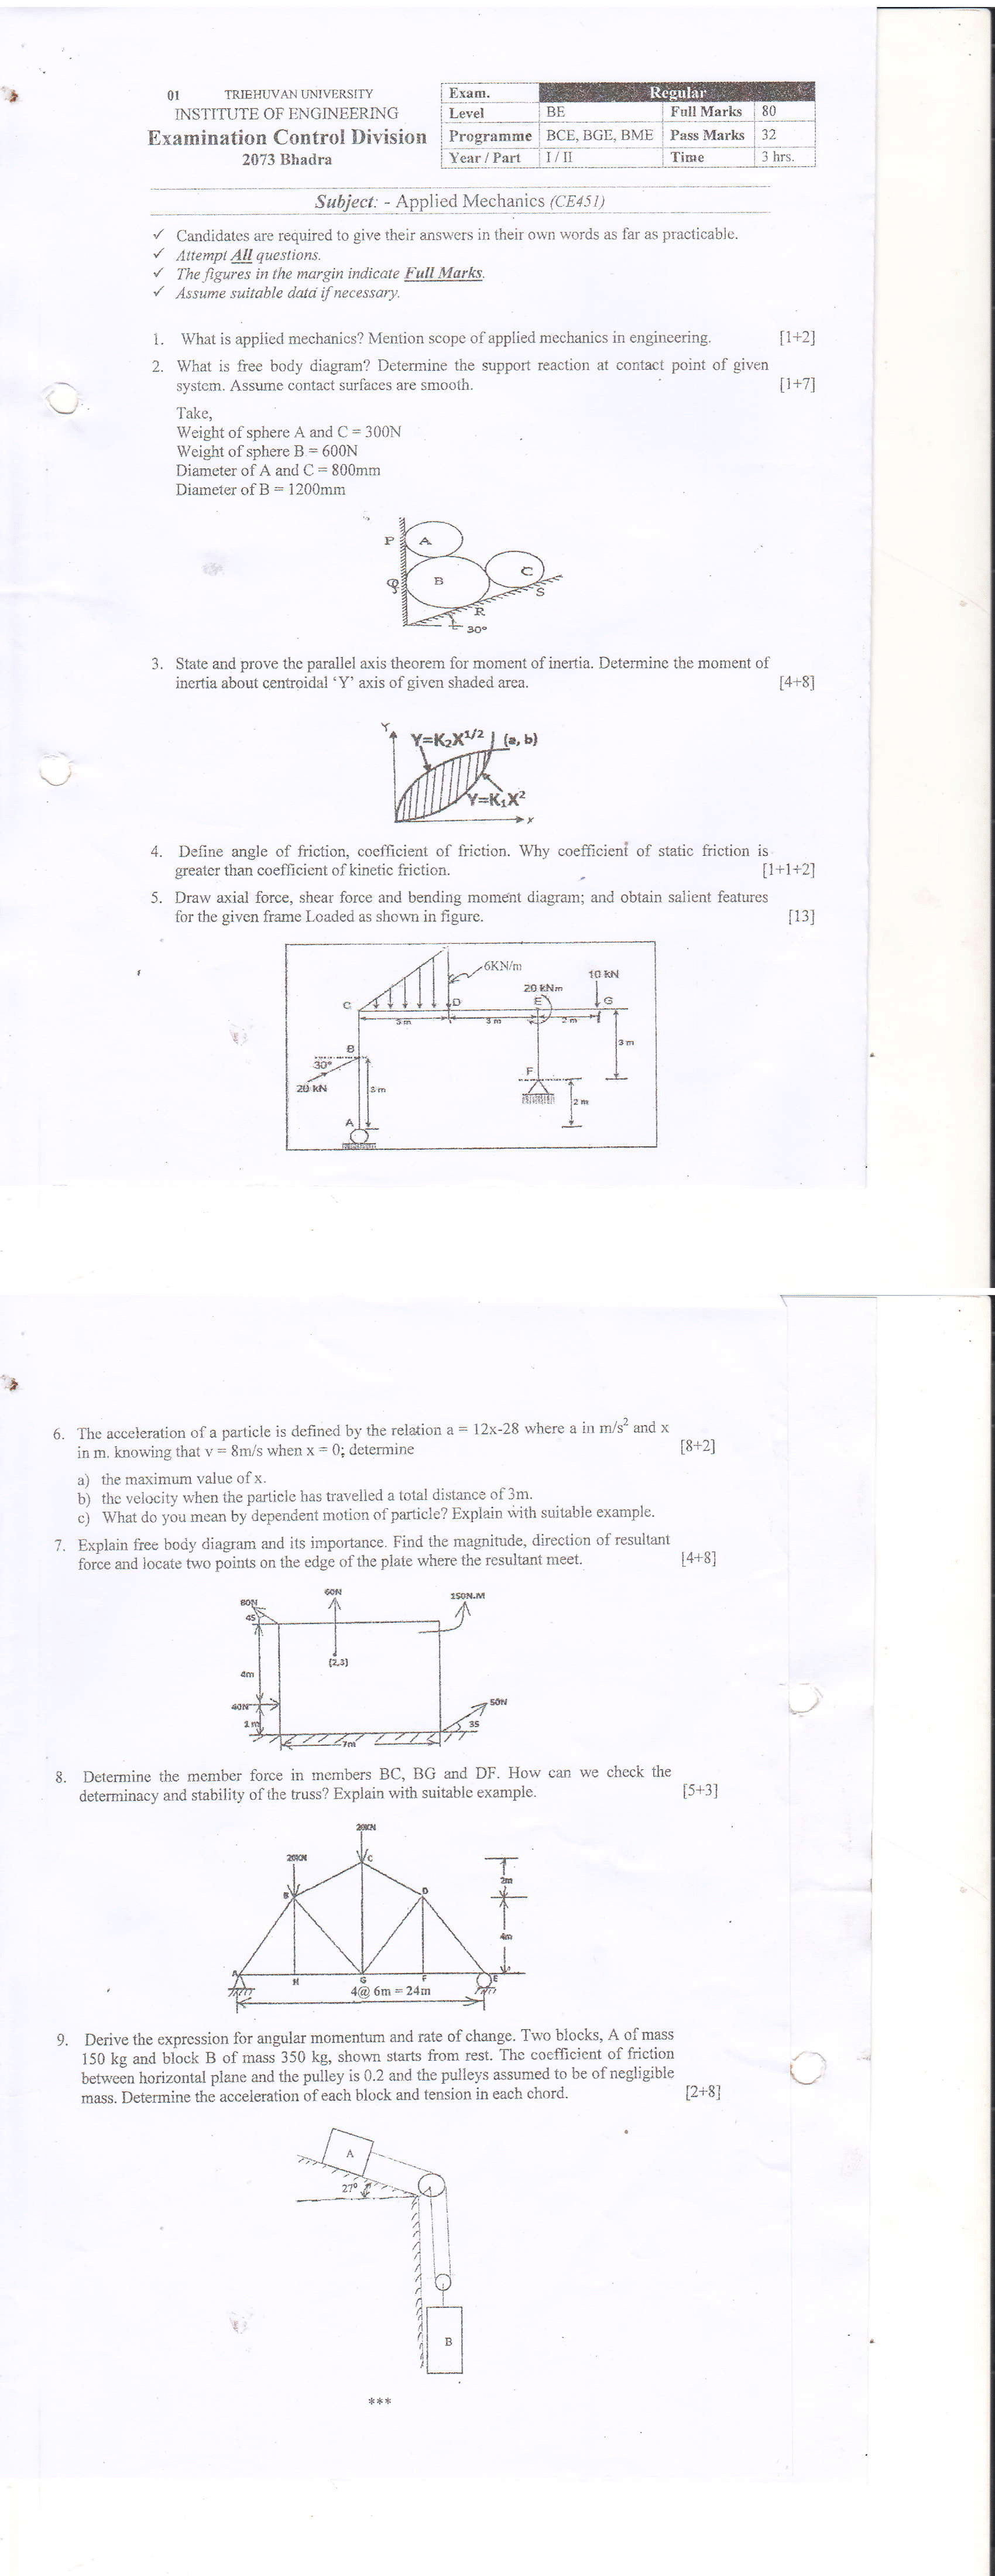 01 TRIBHUVAN UNIVERSITY
INSTITUTE OF ENGINEERING
Examination Control Division
2073 Bhadra
Exam. Regular
Level BE Full Marks 80
Programme BCE, BGE, BME Pass Marks 32
Year / Part I / II Time 3 hrs.
Subject: - Applied Mechanics (CE451)
✓ Candidates are required to give their answers in their own words as far as practicable.
✓ Attempt All questions.
✓ The figures in the margin indicate Full Marks.
✓ Assume suitable data if necessary.
1. What is applied mechanics? Mention scope of applied mechanics in engineering. [1+2]
2. What is free body diagram? Determine the support reaction at contact point of given
system. Assume contact surfaces are smooth. [1+7]
Take,
Weight of sphere A and C = 300N
Weight of sphere B = 600N
Diameter of A and C = 800mm
Diameter of B = 1200mm
P A
B C
Q S
R
30°
3. State and prove the parallel axis theorem for moment of inertia. Determine the moment of
inertia about centroidal ‘Y’ axis of given shaded area. [4+8]
Y
Y=K₂X^1/2 (a, b)
Y=K₁X²
x
4. Define angle of friction, coefficient of friction. Why coefficient of static friction is
greater than coefficient of kinetic friction. [1+1+2]
5. Draw axial force, shear force and bending moment diagram; and obtain salient features
for the given frame Loaded as shown in figure. [13]
6KN/m
10 kN
20 kNm
C D E G
3 m 3 m 2 m
3 m
B
30°
20 kN 3 m
F
2 m
A
6. The acceleration of a particle is defined by the relation a = 12x-28 where a in m/s² and x
in m. knowing that v = 8m/s when x = 0; determine [8+2]
a) the maximum value of x.
b) the velocity when the particle has travelled a total distance of 3m.
c) What do you mean by dependent motion of particle? Explain with suitable example.
7. Explain free body diagram and its importance. Find the magnitude, direction of resultant
force and locate two points on the edge of the plate where the resultant meet. [4+8]
60N
80N 150N.M
45
(2,3)
4m
40N 50N
1m 35
7m
8. Determine the member force in members BC, BG and DF. How can we check the
determinacy and stability of the truss? Explain with suitable example. [5+3]
20KN
20KN C
2m
B D
4m
A H G F E
4@ 6m = 24m
9. Derive the expression for angular momentum and rate of change. Two blocks, A of mass
150 kg and block B of mass 350 kg, shown starts from rest. The coefficient of friction
between horizontal plane and the pulley is 0.2 and the pulleys assumed to be of negligible
mass. Determine the acceleration of each block and tension in each chord. [2+8]
A
27°
B
***